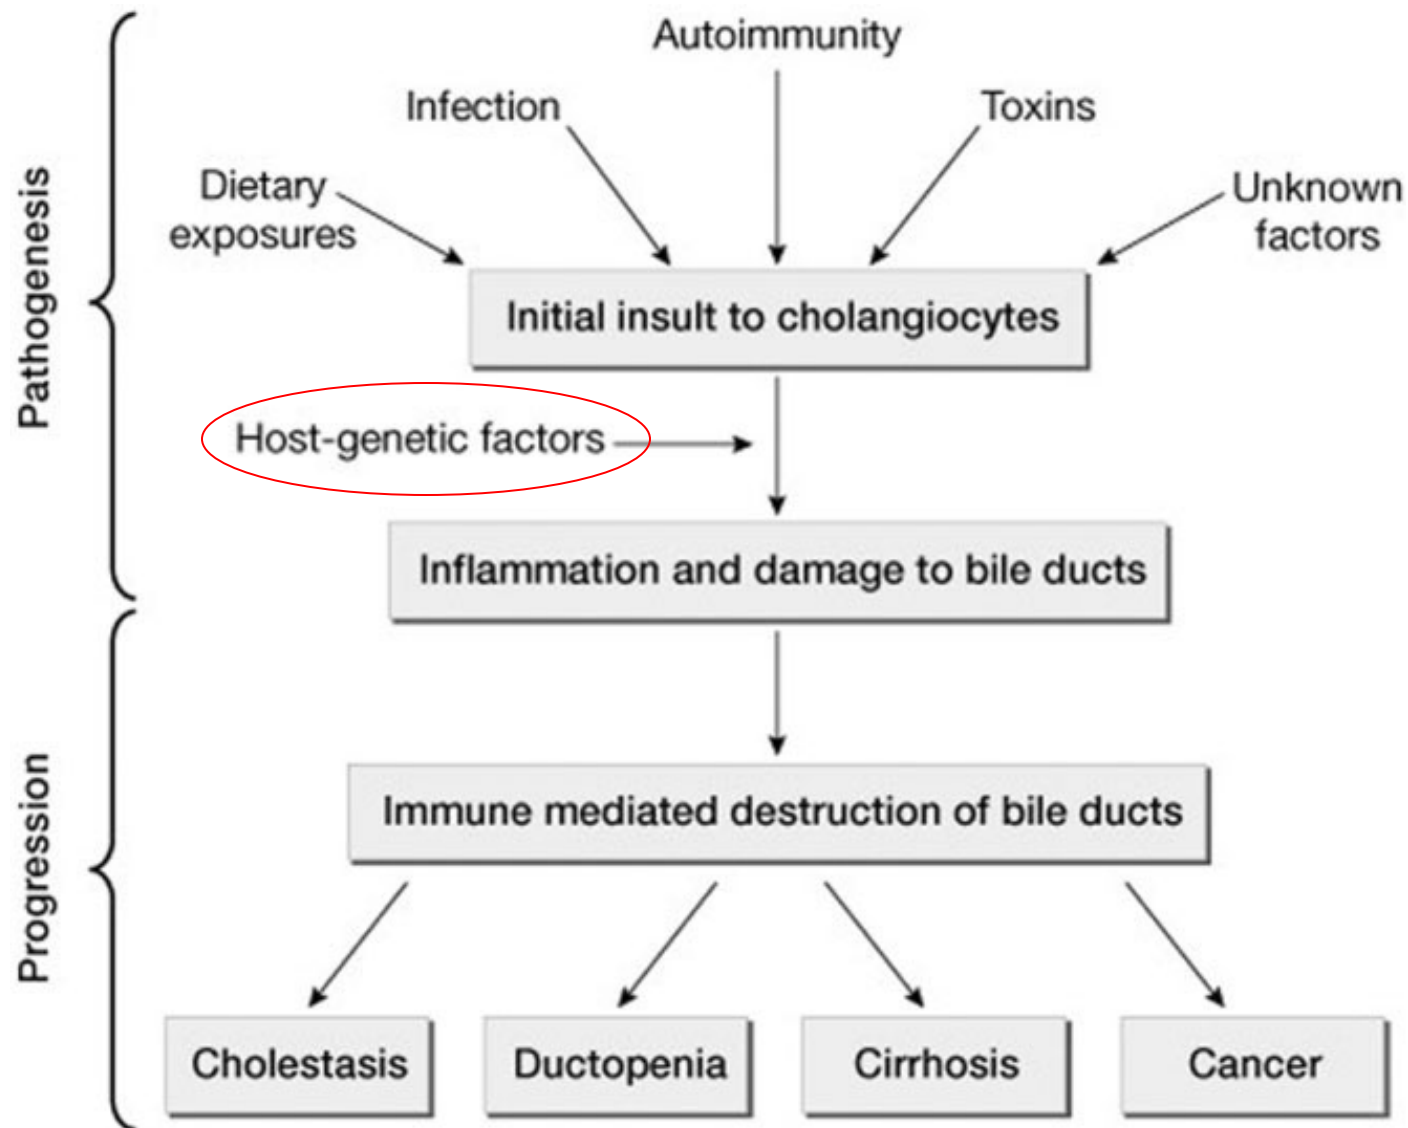 Autoimmunity
Infection
Toxins
Dietary
exposures
Unknown
factors
Initial insult to cholangiocytes
Host-genetic factors
Inflammation and damage to bile ducts
Pathogenesis
Immune mediated destruction of bile ducts
Progression
Cholestasis
Ductopenia
Cirrhosis
Cancer